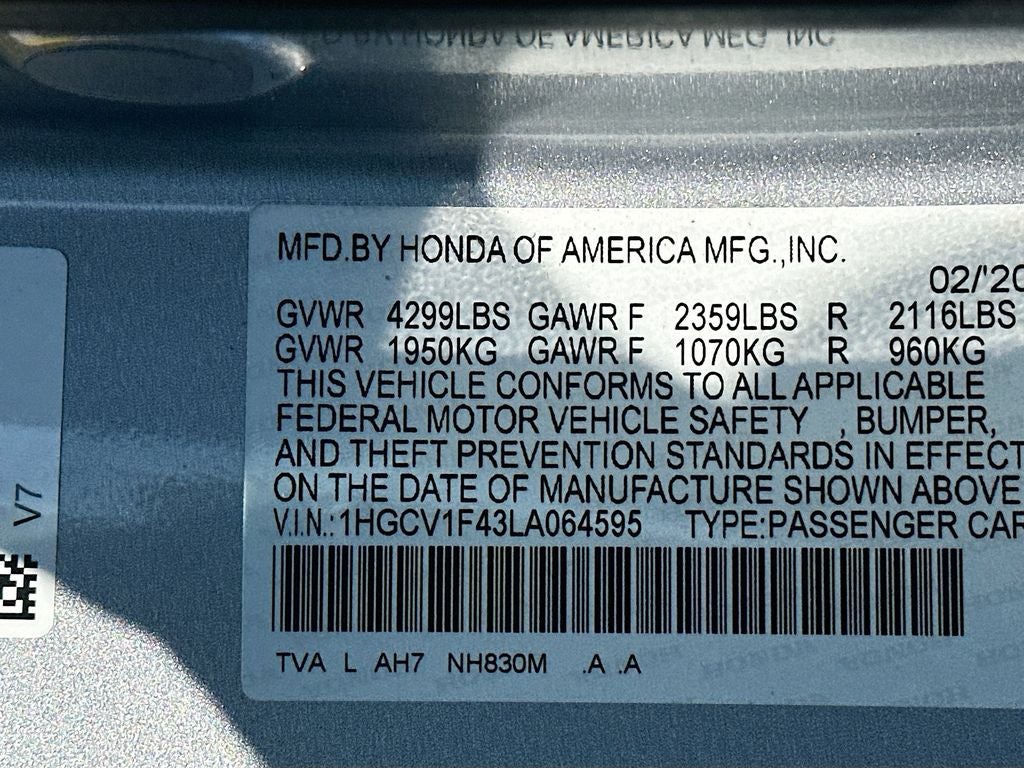 MFD.BY HONDA OF AMERICA MFG.,INC.
02/'20
GVWR 4299LBS GAWR F 2359LBS R 2116LBS
GVWR 1950KG GAWR F 1070KG R 960KG
THIS VEHICLE CONFORMS TO ALL APPLICABLE
FEDERAL MOTOR VEHICLE SAFETY , BUMPER,
AND THEFT PREVENTION STANDARDS IN EFFECT
ON THE DATE OF MANUFACTURE SHOWN ABOVE
V.I.N.:1HGCV1F43LA064595 TYPE:PASSENGER CAR
TVA L AH7 NH830M .A .A
V7